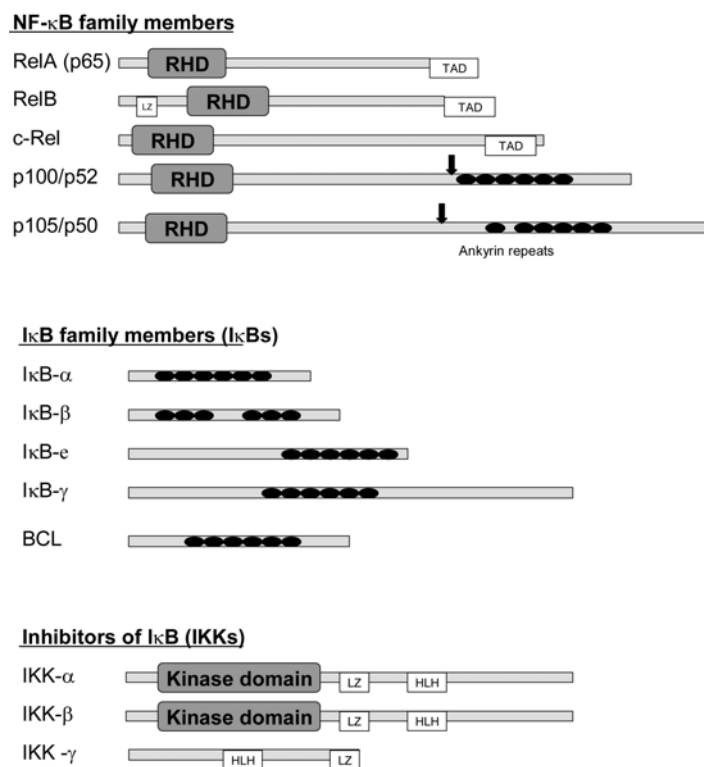 NF-κB family members
RelA (p65) RHD TAD
RelB LZ RHD TAD
c-Rel RHD TAD
p100/p52 RHD
p105/p50 RHD
Ankyrin repeats
IκB family members (IκBs)
IκB-α
IκB-β
IκB-e
IκB-γ
BCL
Inhibitors of IκB (IKKs)
IKK-α Kinase domain LZ HLH
IKK-β Kinase domain LZ HLH
IKK -γ HLH LZ